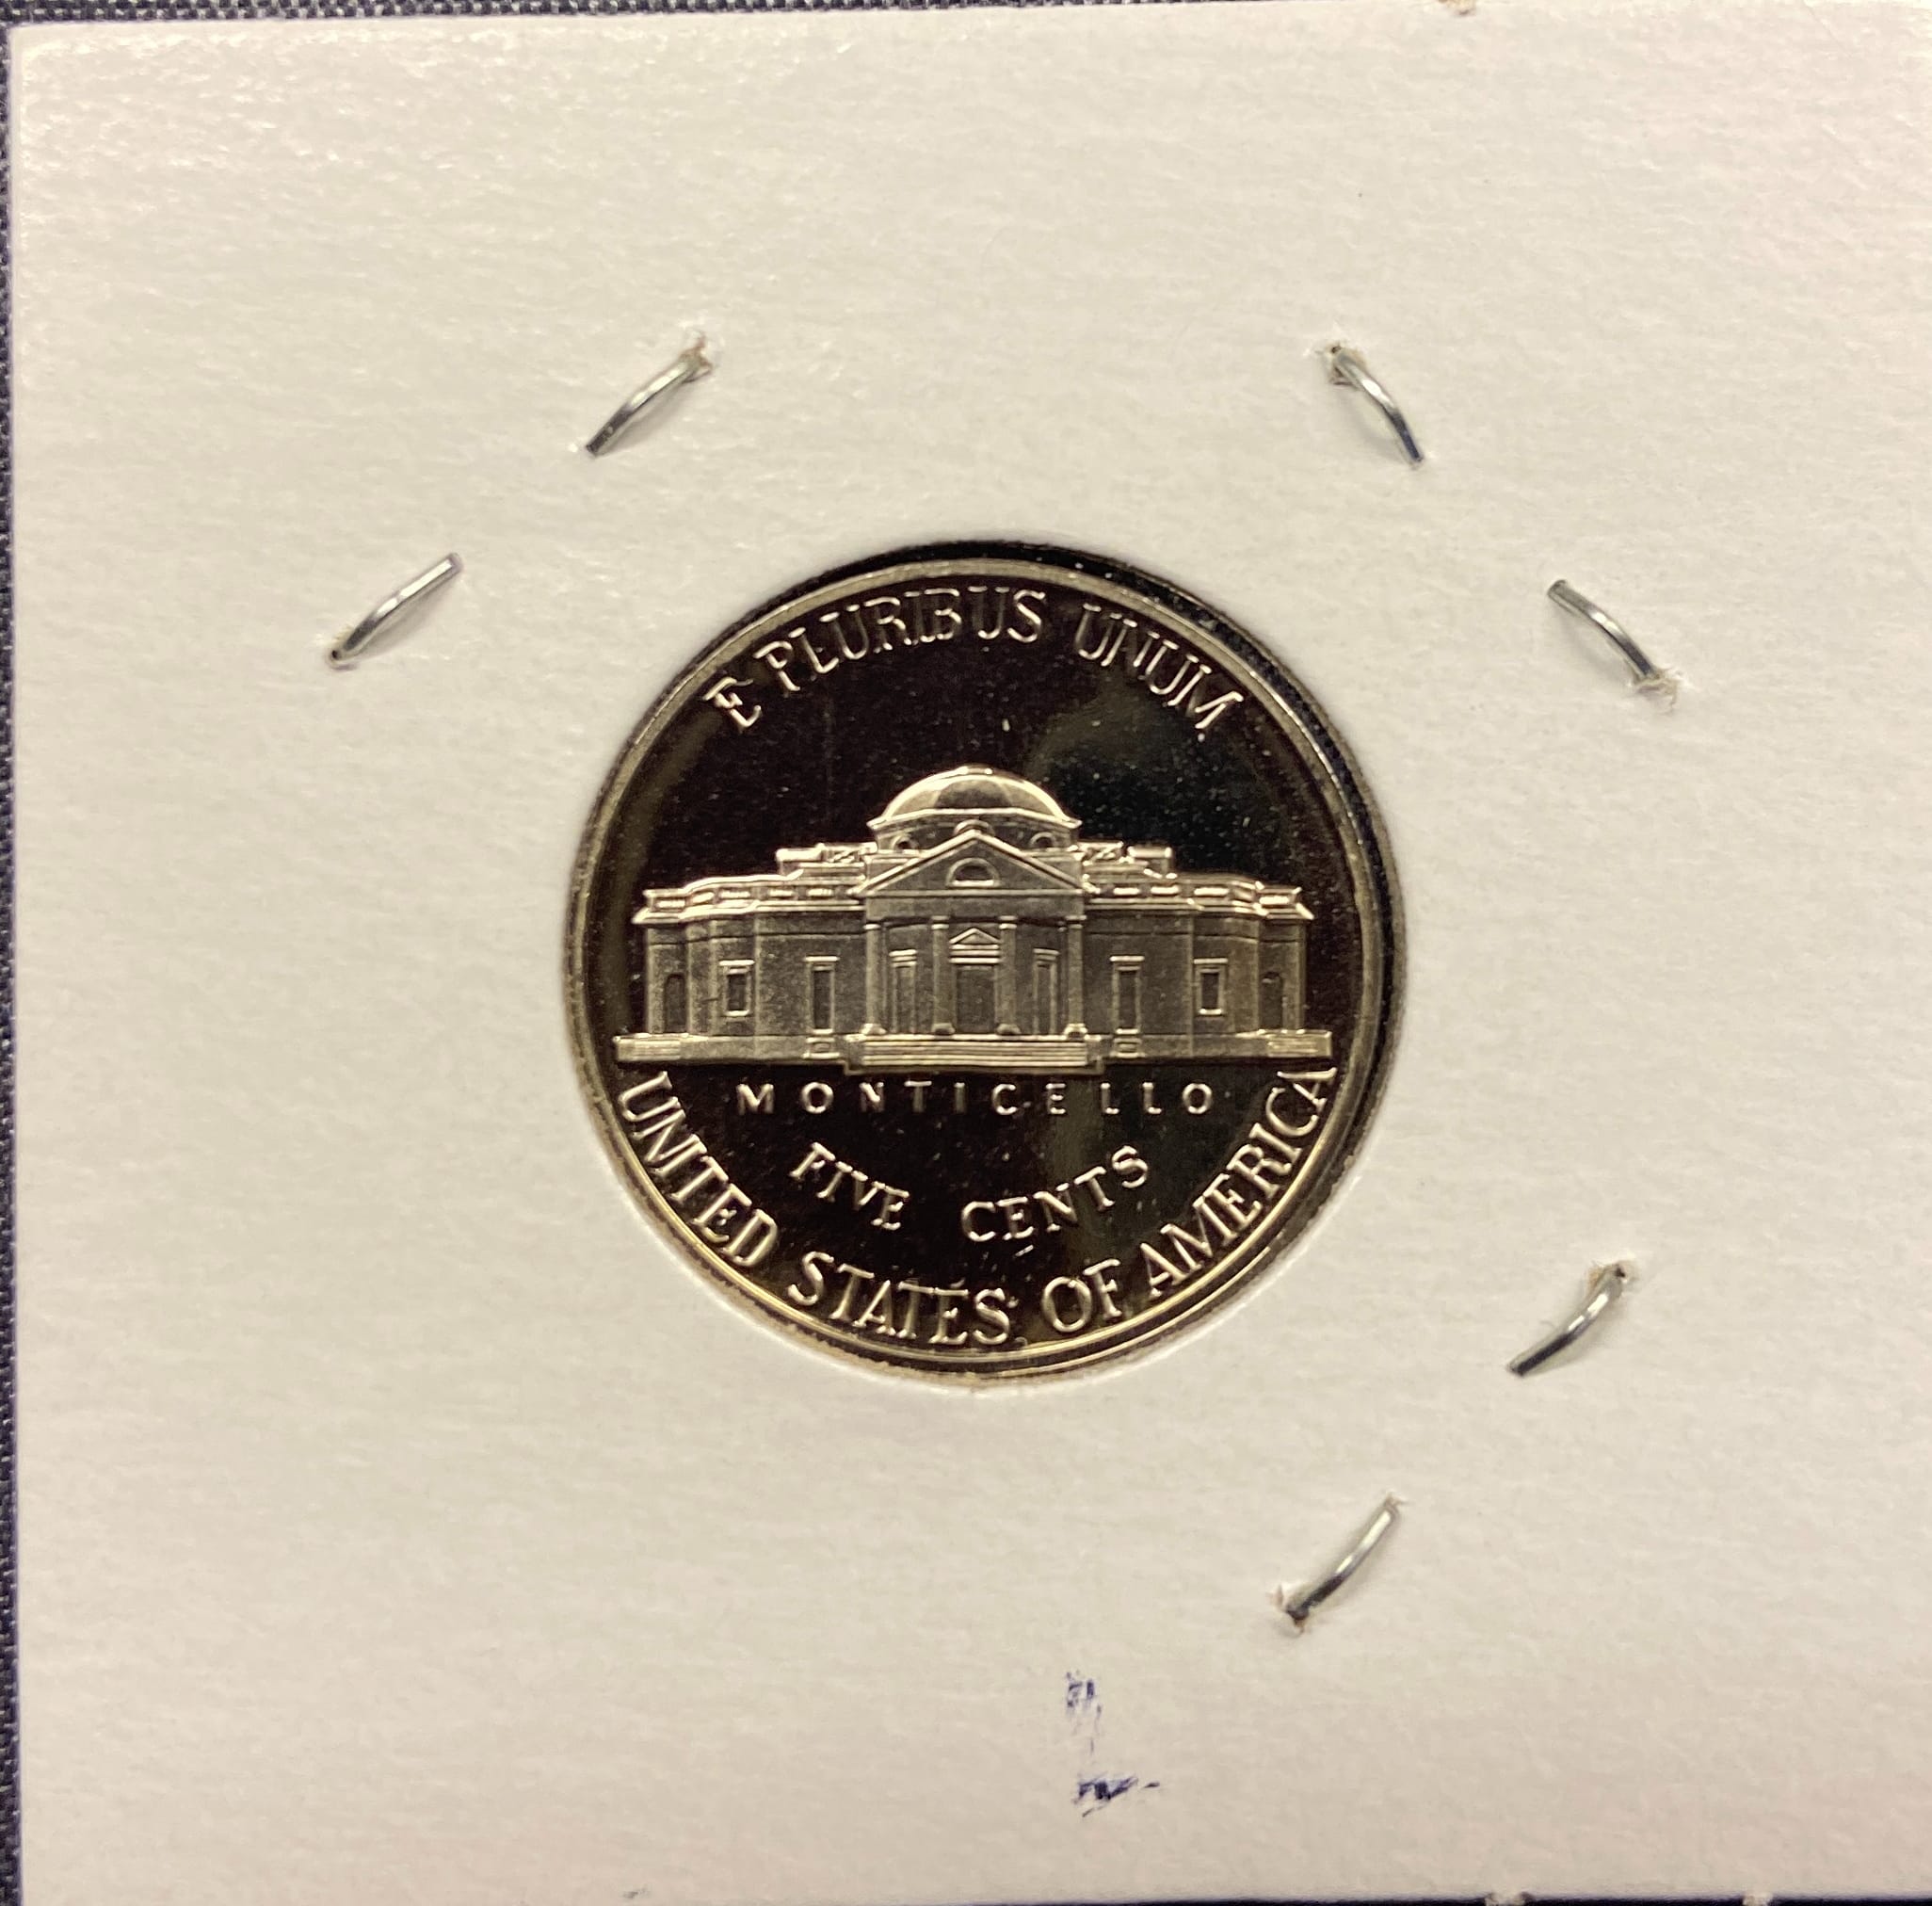 E PLURIBUS UNUM
MONTICELLO
FIVE CENTS
UNITED STATES OF AMERICA